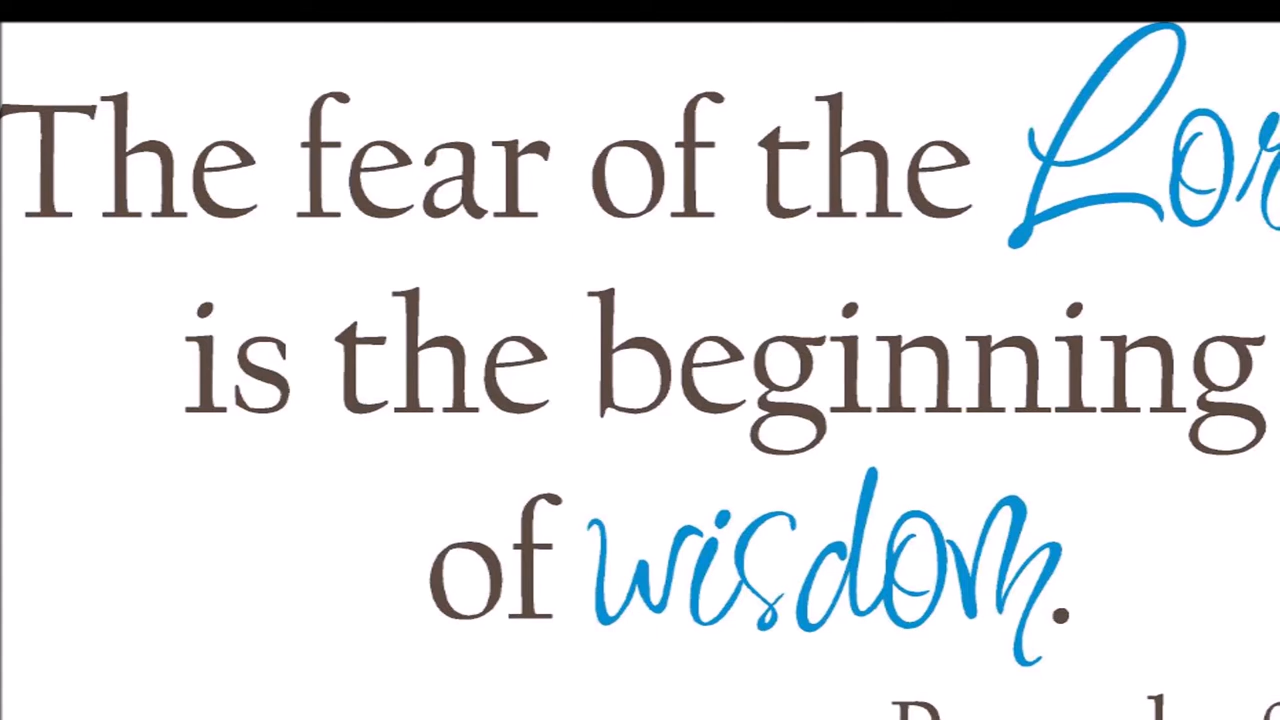 The fear of the Lor
is the beginning
of wisdom.